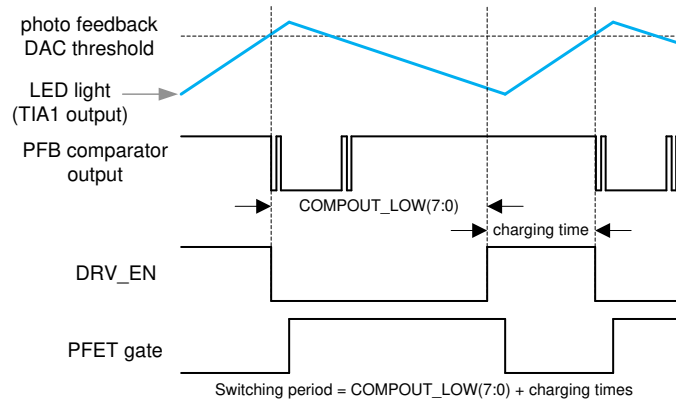 photo feedback
DAC threshold
LED light
(TIA1 output)
PFB comparator
output
COMPOUT_LOW(7:0)
charging time
DRV_EN
PFET gate
Switching period = COMPOUT_LOW(7:0) + charging times